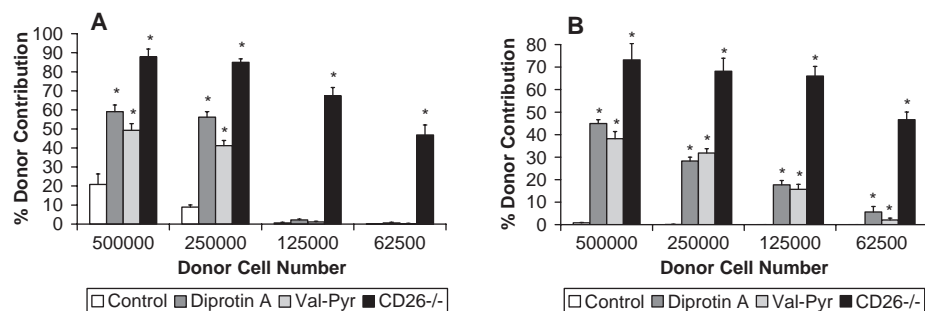 A
% Donor Contribution
100
90
80
70
60
50
40
30
20
10
0
* * * * * * * *
500000 250000 125000 62500
Donor Cell Number
Control Diprotin A Val-Pyr CD26-/-
B
% Donor Contribution
80
70
60
50
40
30
20
10
0
* * * * * * * * * * * *
500000 250000 125000 62500
Donor Cell Number
Control Diprotin A Val-Pyr CD26-/-